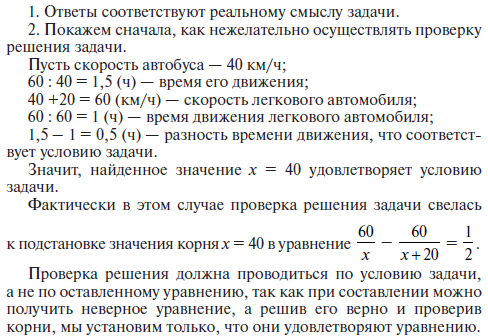 1. Ответы соответствуют реальному смыслу задачи.
2. Покажем сначала, как нежелательно осуществлять проверку
решения задачи.
Пусть скорость автобуса — 40 км/ч;
60 : 40 = 1,5 (ч) — время его движения;
40 +20 = 60 (км/ч) — скорость легкового автомобиля;
60 : 60 = 1 (ч) — время движения легкового автомобиля;
1,5 – 1 = 0,5 (ч) — разность времени движения, что соответст-
вует условию задачи.
Значит, найденное значение x = 40 удовлетворяет условию
задачи.
Фактически в этом случае проверка решения задачи свелась
к подстановке значения корня x = 40 в уравнение 60/x − 60/(x+20) = 1/2.
Проверка решения должна проводиться по условию задачи,
а не по оставленному уравнению, так как при составлении можно
получить неверное уравнение, а решив его верно и проверив
корни, мы установим только, что они удовлетворяют уравнению.